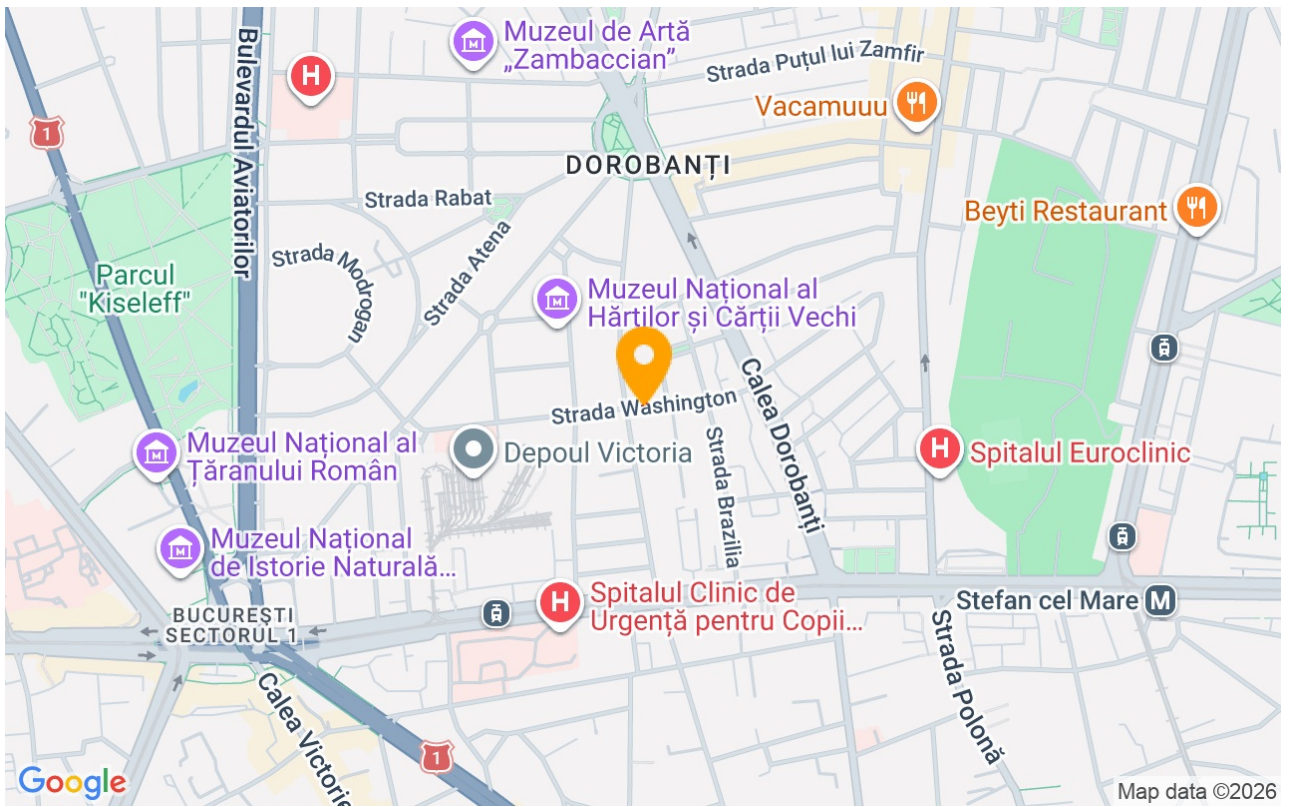 Muzeul de Artă
„Zambaccian”
Strada Puțul lui Zamfir
Bulevardul Aviatorilor
H
Vacamuuu
1
DOROBANȚI
Strada Rabat
Beyti Restaurant
Strada Atena
Strada Modrogan
Parcul
"Kiseleff"
Muzeul Național al
Hărților și Cărții Vechi
Calea Dorobanți
Strada Washington
Strada Brazilia
Muzeul Național al
Țăranului Român
Depoul Victoria
H
Spitalul Euroclinic
Muzeul Național
de Istorie Naturală...
H
Spitalul Clinic de
Urgență pentru Copii...
Stefan cel Mare M
BUCUREȘTI
SECTORUL 1
Strada Polonă
Calea Victorie
1
Google
Map data ©2026